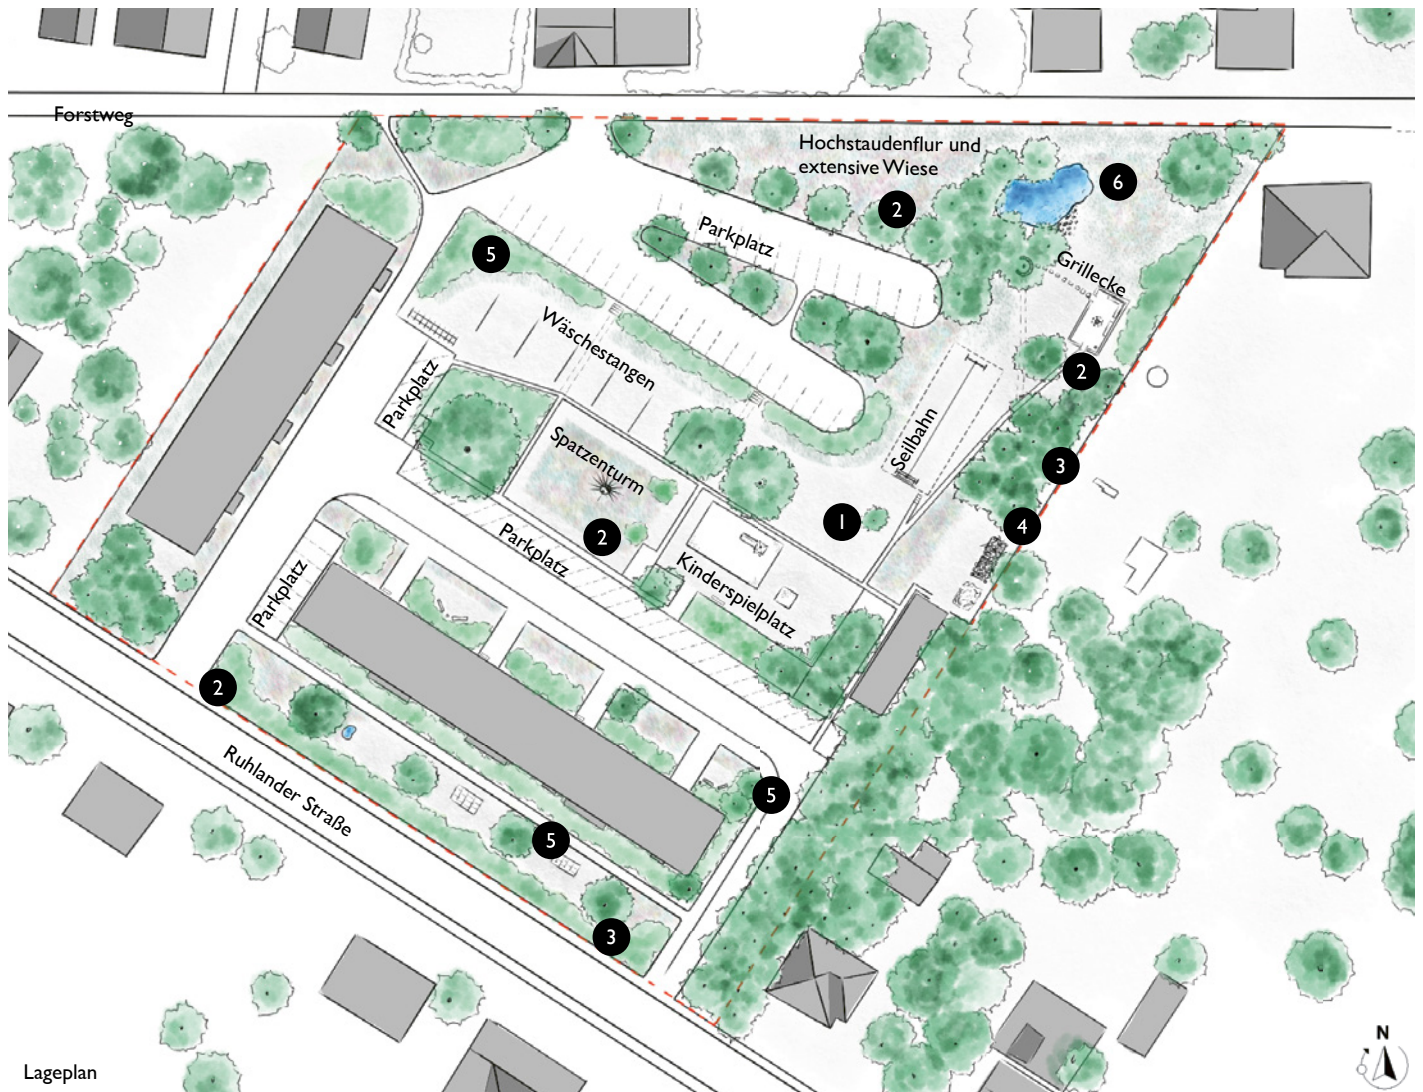 Forstweg
Hochstaudenflur und
extensive Wiese
6
2
Parkplatz
5
Grillecke
Wäschestangen
2
Parkplatz
Seilbahn
Spatzenturm
3
1
4
2
Parkplatz
Kinderspielplatz
Parkplatz
2
Ruhlander Straße
5
5
3
N
Lageplan